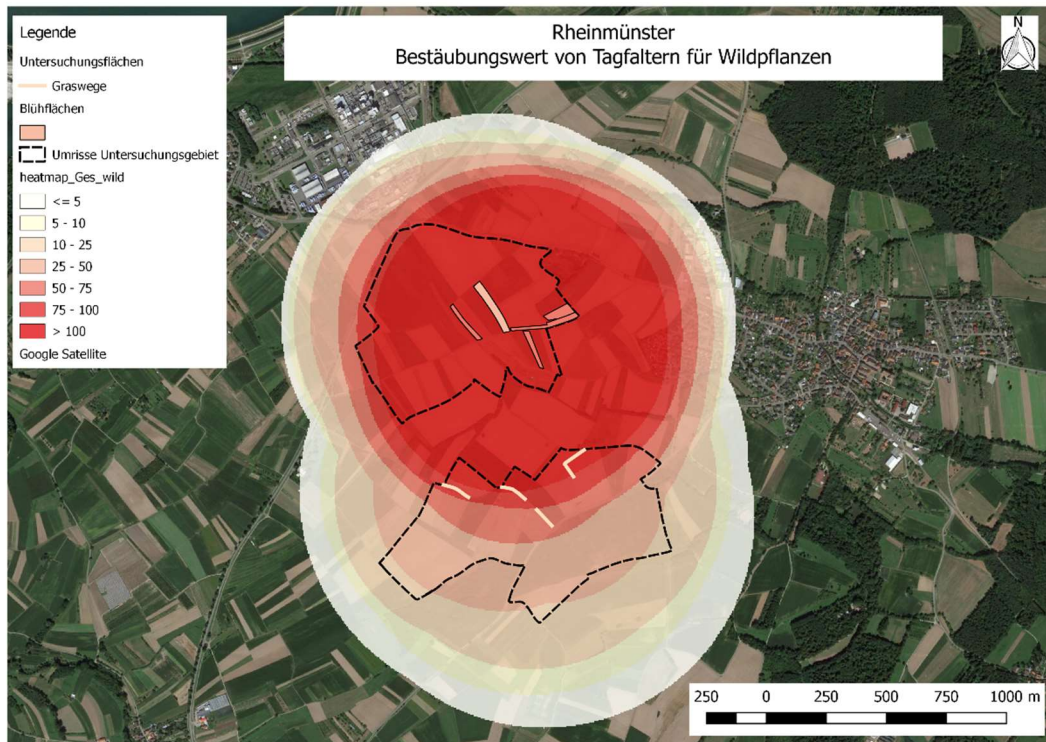 Rheinmünster
Bestäubungswert von Tagfaltern für Wildpflanzen
N
Legende
Untersuchungsflächen
Graswege
Blühflächen
Umrisse Untersuchungsgebiet
heatmap_Ges_wild
<= 5
5 - 10
10 - 25
25 - 50
50 - 75
75 - 100
> 100
Google Satellite
250 0 250 500 750 1000 m